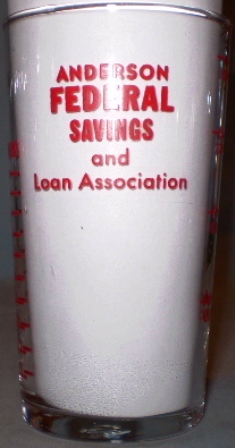 ANDERSON
FEDERAL
SAVINGS
and
Loan Association